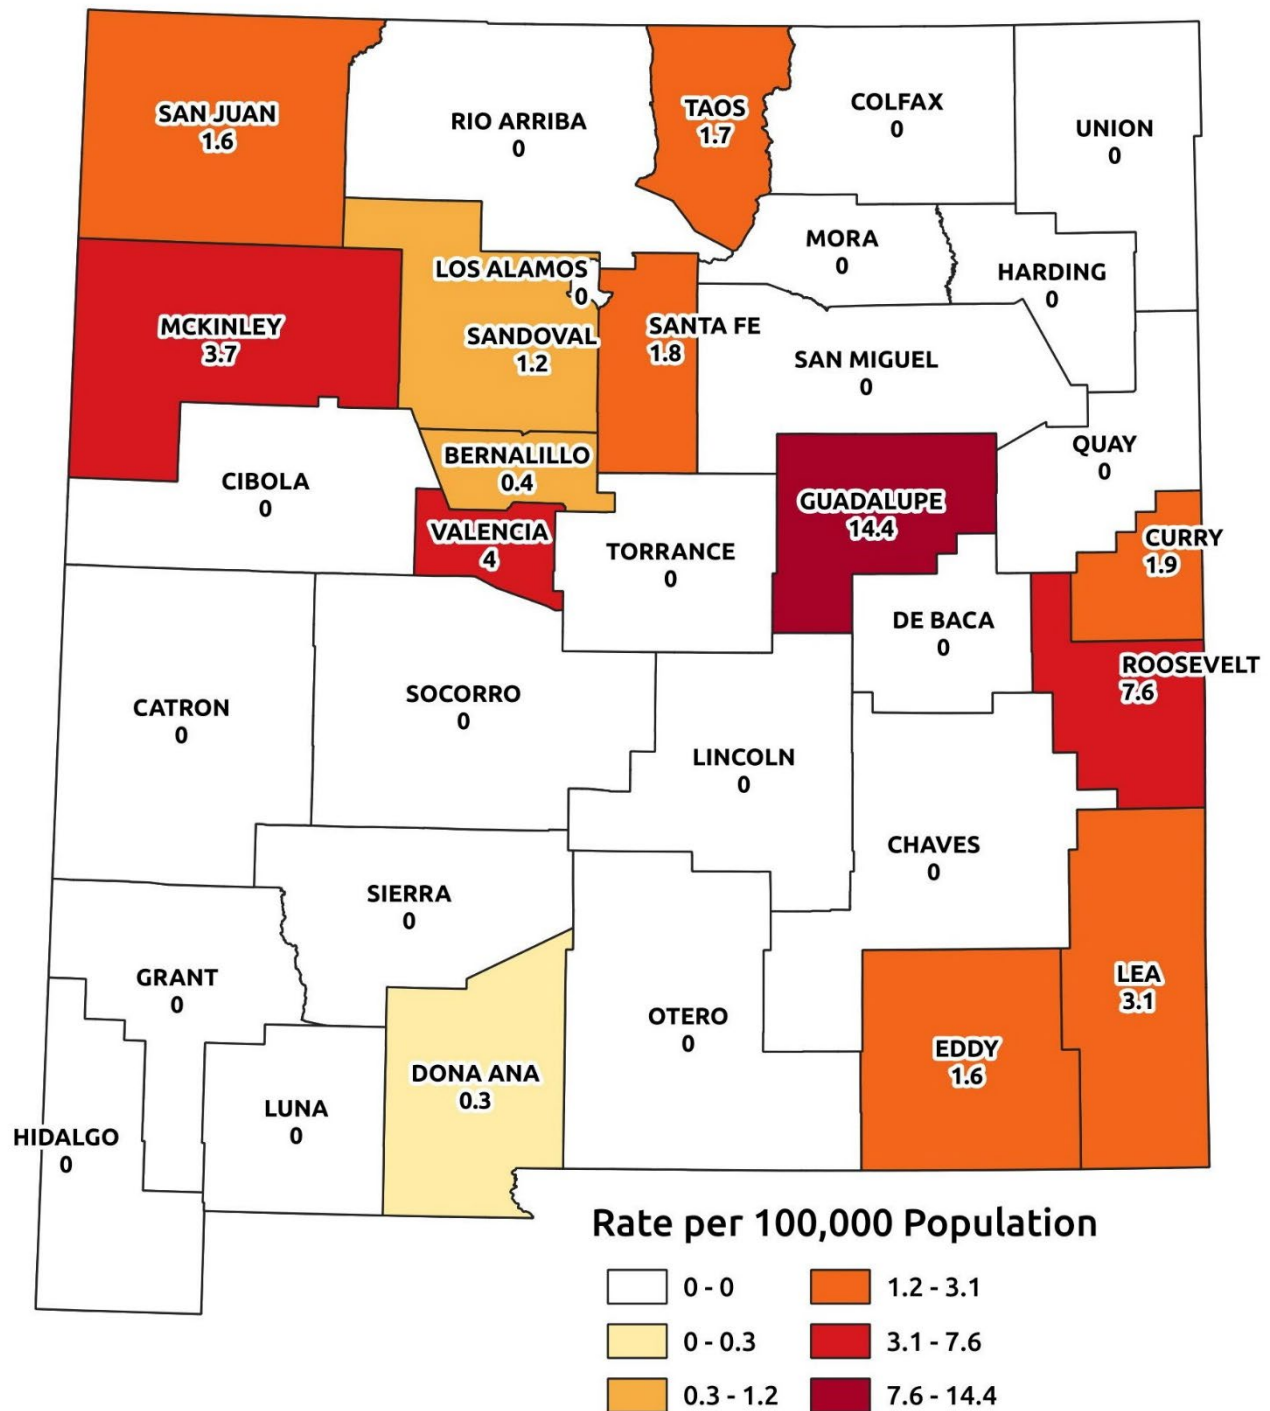 SAN JUAN
1.6
RIO ARRIBA
0
TAOS
1.7
COLFAX
0
UNION
0
MORA
0
HARDING
0
LOS ALAMOS
0
MCKINLEY
3.7
SANDOVAL
1.2
SANTA FE
1.8
SAN MIGUEL
0
QUAY
0
BERNALILLO
0.4
CIBOLA
0
GUADALUPE
14.4
VALENCIA
4
TORRANCE
0
CURRY
1.9
DE BACA
0
ROOSEVELT
7.6
CATRON
0
SOCORRO
0
LINCOLN
0
CHAVES
0
SIERRA
0
GRANT
0
LEA
3.1
OTERO
0
EDDY
1.6
DONA ANA
0.3
LUNA
0
HIDALGO
0
Rate per 100,000 Population
0 - 0
0 - 0.3
0.3 - 1.2
1.2 - 3.1
3.1 - 7.6
7.6 - 14.4